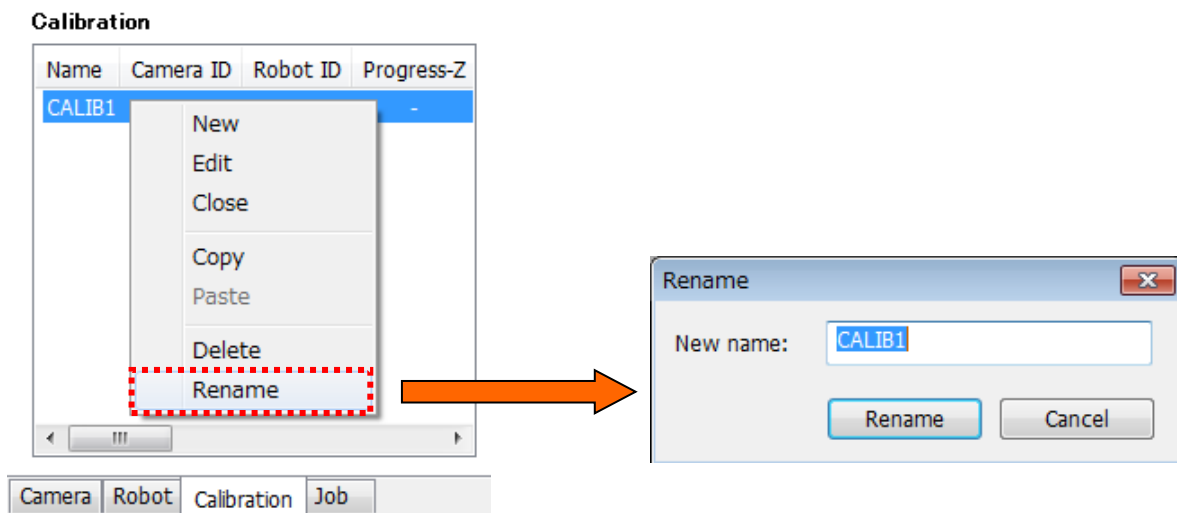 Calibration
Name Camera ID Robot ID Progress-Z
CALIB1 -
New
Edit
Close
Copy
Paste
Delete
Rename
Camera Robot Calibration Job
Rename
New name: CALIB1
Rename Cancel